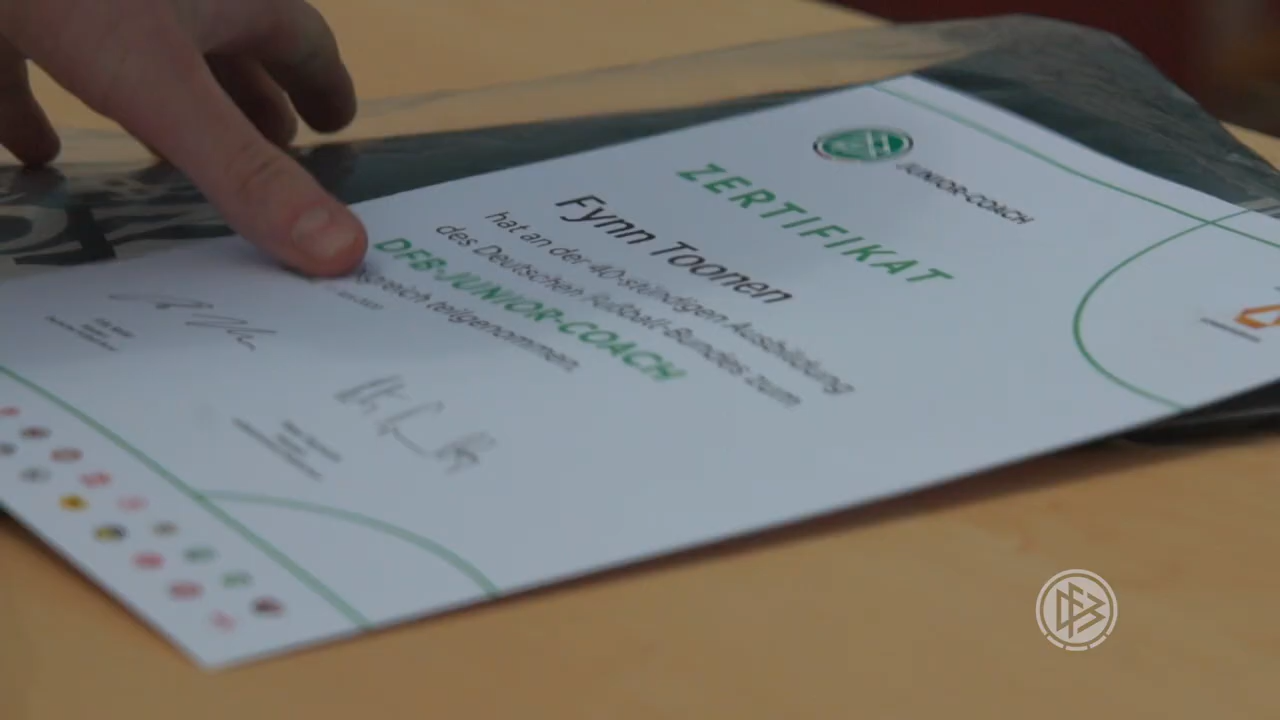 JUNIOR-COACH
ZERTIFIKAT
Fynn Toonen
hat an der 40-stündigen Ausbildung
des Deutschen Fußball-Bundes zum
DFB-JUNIOR-COACH
teilgenommen.
DFB